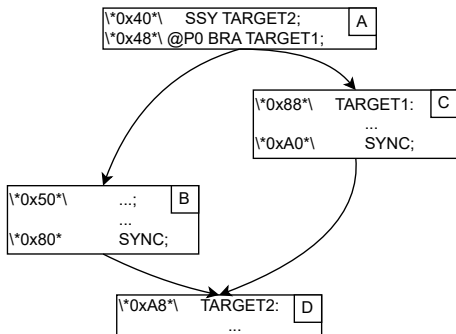 \*0x40*\ SSY TARGET2; A
\*0x48*\ @P0 BRA TARGET1;
\*0x88*\ TARGET1: C
...
\*0xA0*\ SYNC;
\*0x50*\ ...; B
...
\*0x80* SYNC;
\*0xA8*\ TARGET2: D
...